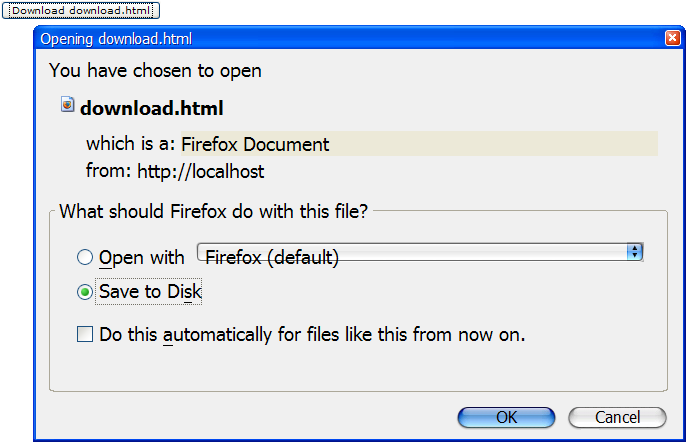 Download download.html
Opening download.html
You have chosen to open
download.html
which is a: Firefox Document
from: http://localhost
What should Firefox do with this file?
Open with Firefox (default)
Save to Disk
Do this automatically for files like this from now on.
OK Cancel